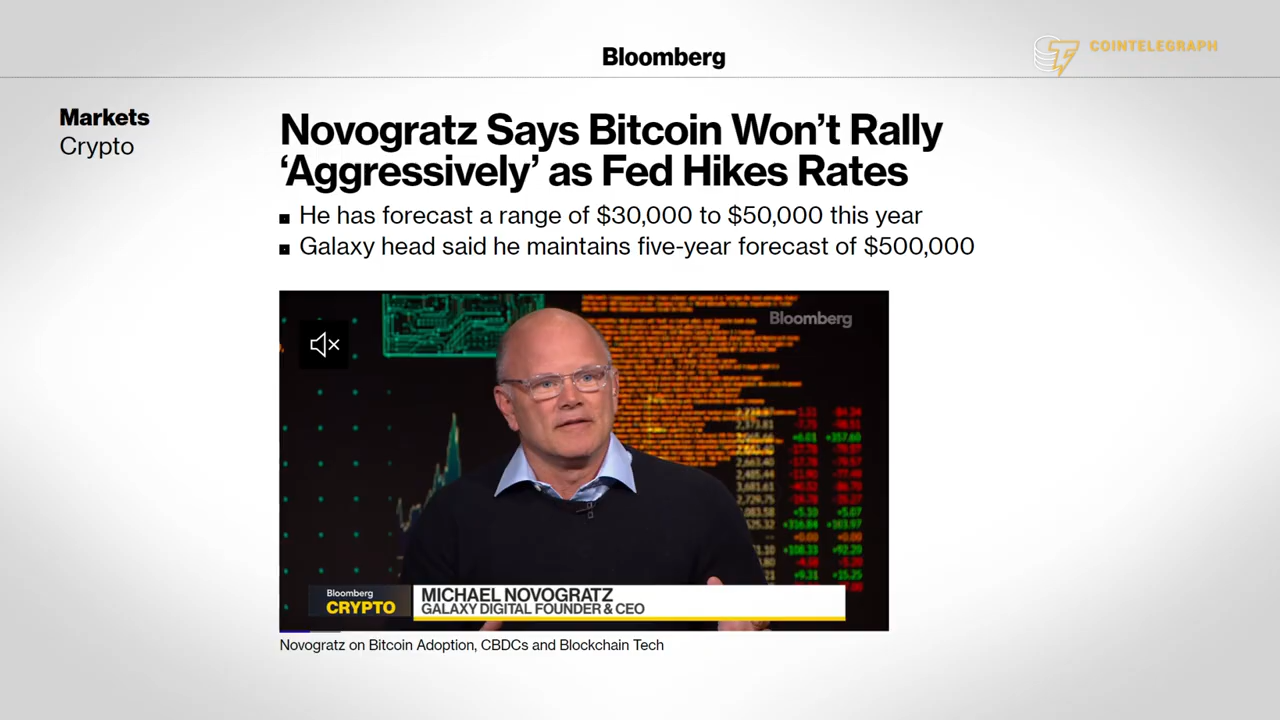 Bloomberg
COINTELEGRAPH
Markets
Crypto
Novogratz Says Bitcoin Won’t Rally
‘Aggressively’ as Fed Hikes Rates
He has forecast a range of $30,000 to $50,000 this year
Galaxy head said he maintains five-year forecast of $500,000
Bloomberg
Bloomberg
CRYPTO
MICHAEL NOVOGRATZ
GALAXY DIGITAL FOUNDER & CEO
Novogratz on Bitcoin Adoption, CBDCs and Blockchain Tech